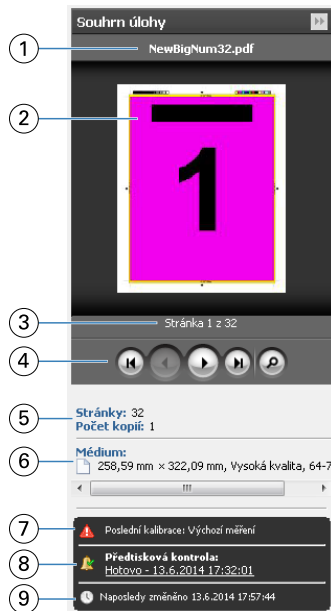 Souhrn úlohy
1
NewBigNum32.pdf
2
1
3
Stránka 1 z 32
4
5
Stránky: 32
Počet kopií: 1
6
Médium:
258,59 mm × 322,09 mm, Vysoká kvalita, 64-7
7
Poslední kalibrace: Výchozí měření
8
Předtisková kontrola:
Hotovo - 13.6.2014 17:32:01
9
Naposledy změněno 13.6.2014 17:57:44